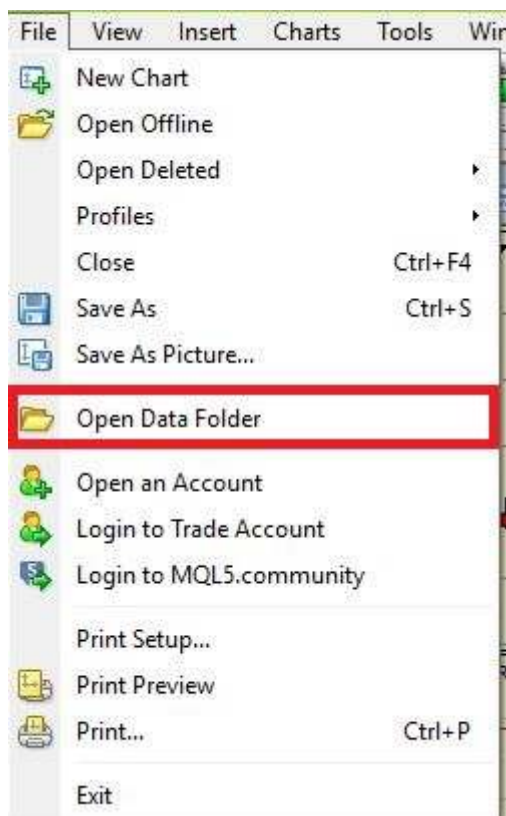 File View Insert Charts Tools
New Chart
Open Offline
Open Deleted
Profiles
Close Ctrl+F4
Save As Ctrl+S
Save As Picture...
Open Data Folder
Open an Account
Login to Trade Account
Login to MQL5.community
Print Setup...
Print Preview
Print... Ctrl+P
Exit